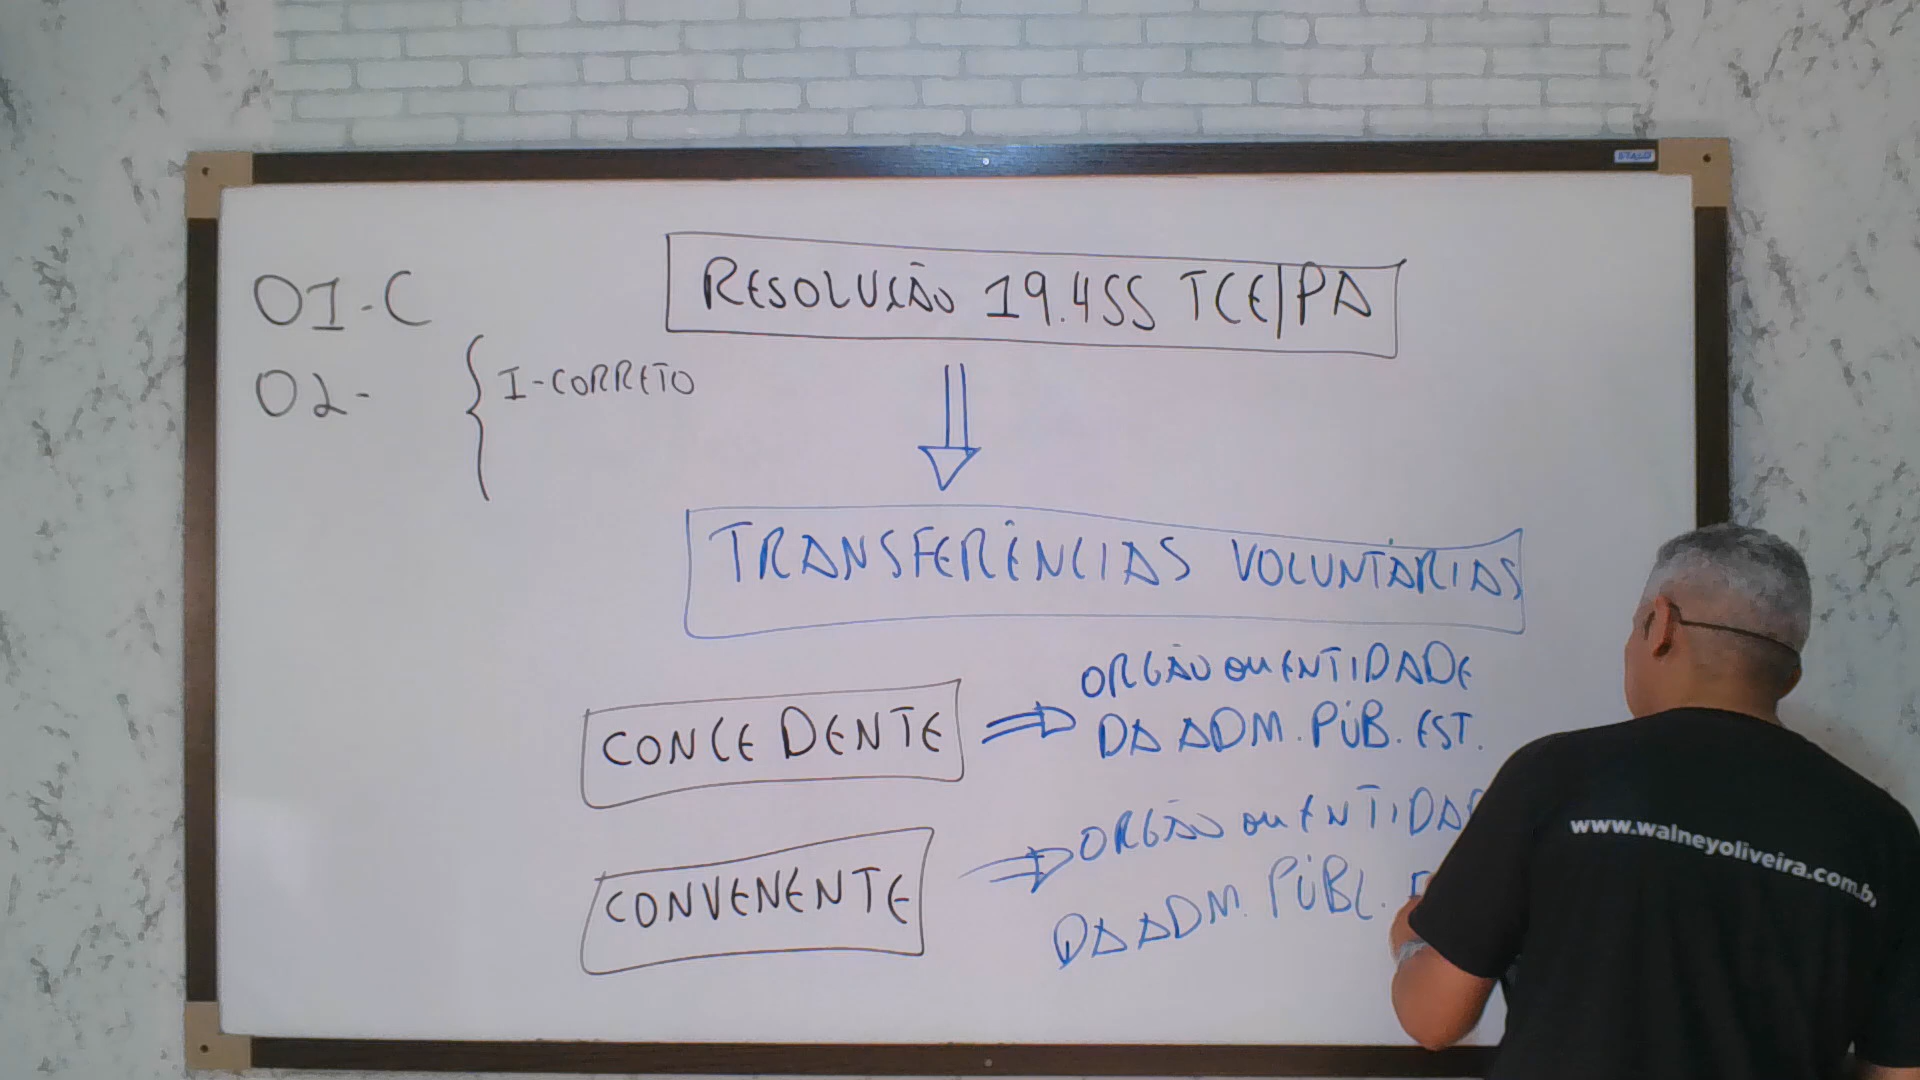 STALO
RESOLUÇÃO 19.455 TCE/PA
01-C
02-
I-CORRETO
TRANSFERÊNCIAS VOLUNTÁRIAS
CONCEDENTE
ORGÃO OU ENTIDADE
DA ADM. PÚB. EST.
CONVENENTE
ORGÃO OU ENTIDA
DA ADM. PÚBL.
www.walneyoliveira.com.b